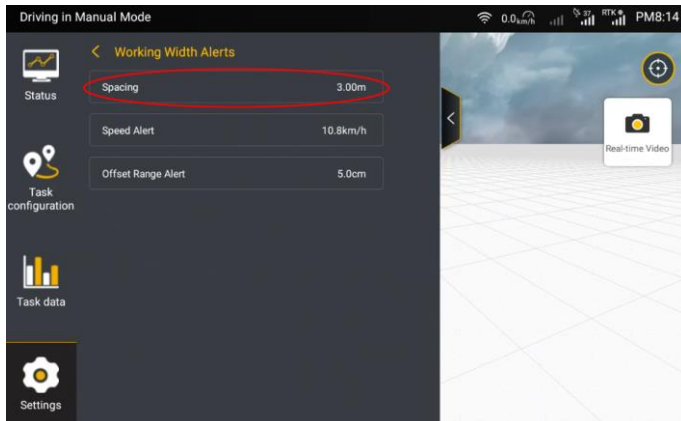 Driving in Manual Mode
0.0km/h
37
RTK
PM8:14
Status
Working Width Alerts
Spacing 3.00m
Speed Alert 10.8km/h
Offset Range Alert 5.0cm
Task
configuration
Task data
Settings
Real-time Video